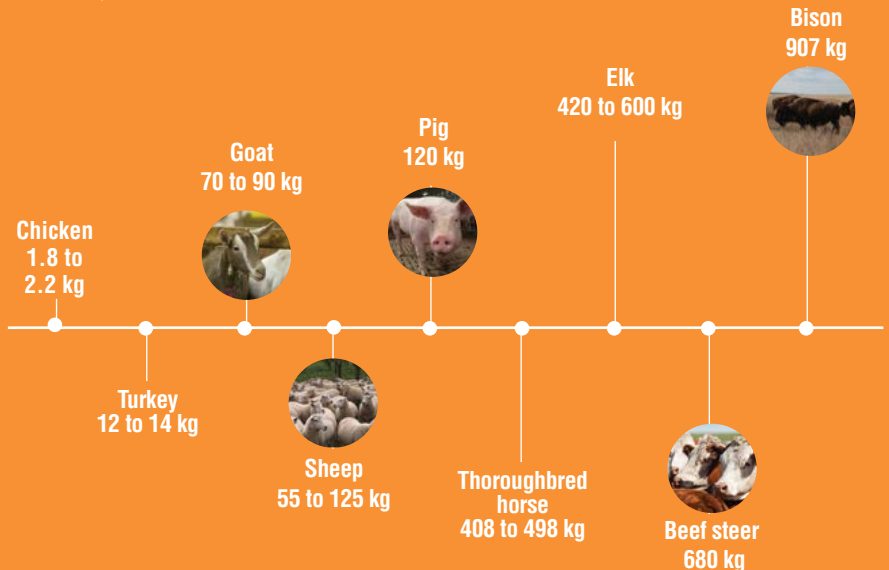 Chicken
1.8 to
2.2 kg
Turkey
12 to 14 kg
Goat
70 to 90 kg
Sheep
55 to 125 kg
Pig
120 kg
Thoroughbred
horse
408 to 498 kg
Elk
420 to 600 kg
Beef steer
680 kg
Bison
907 kg